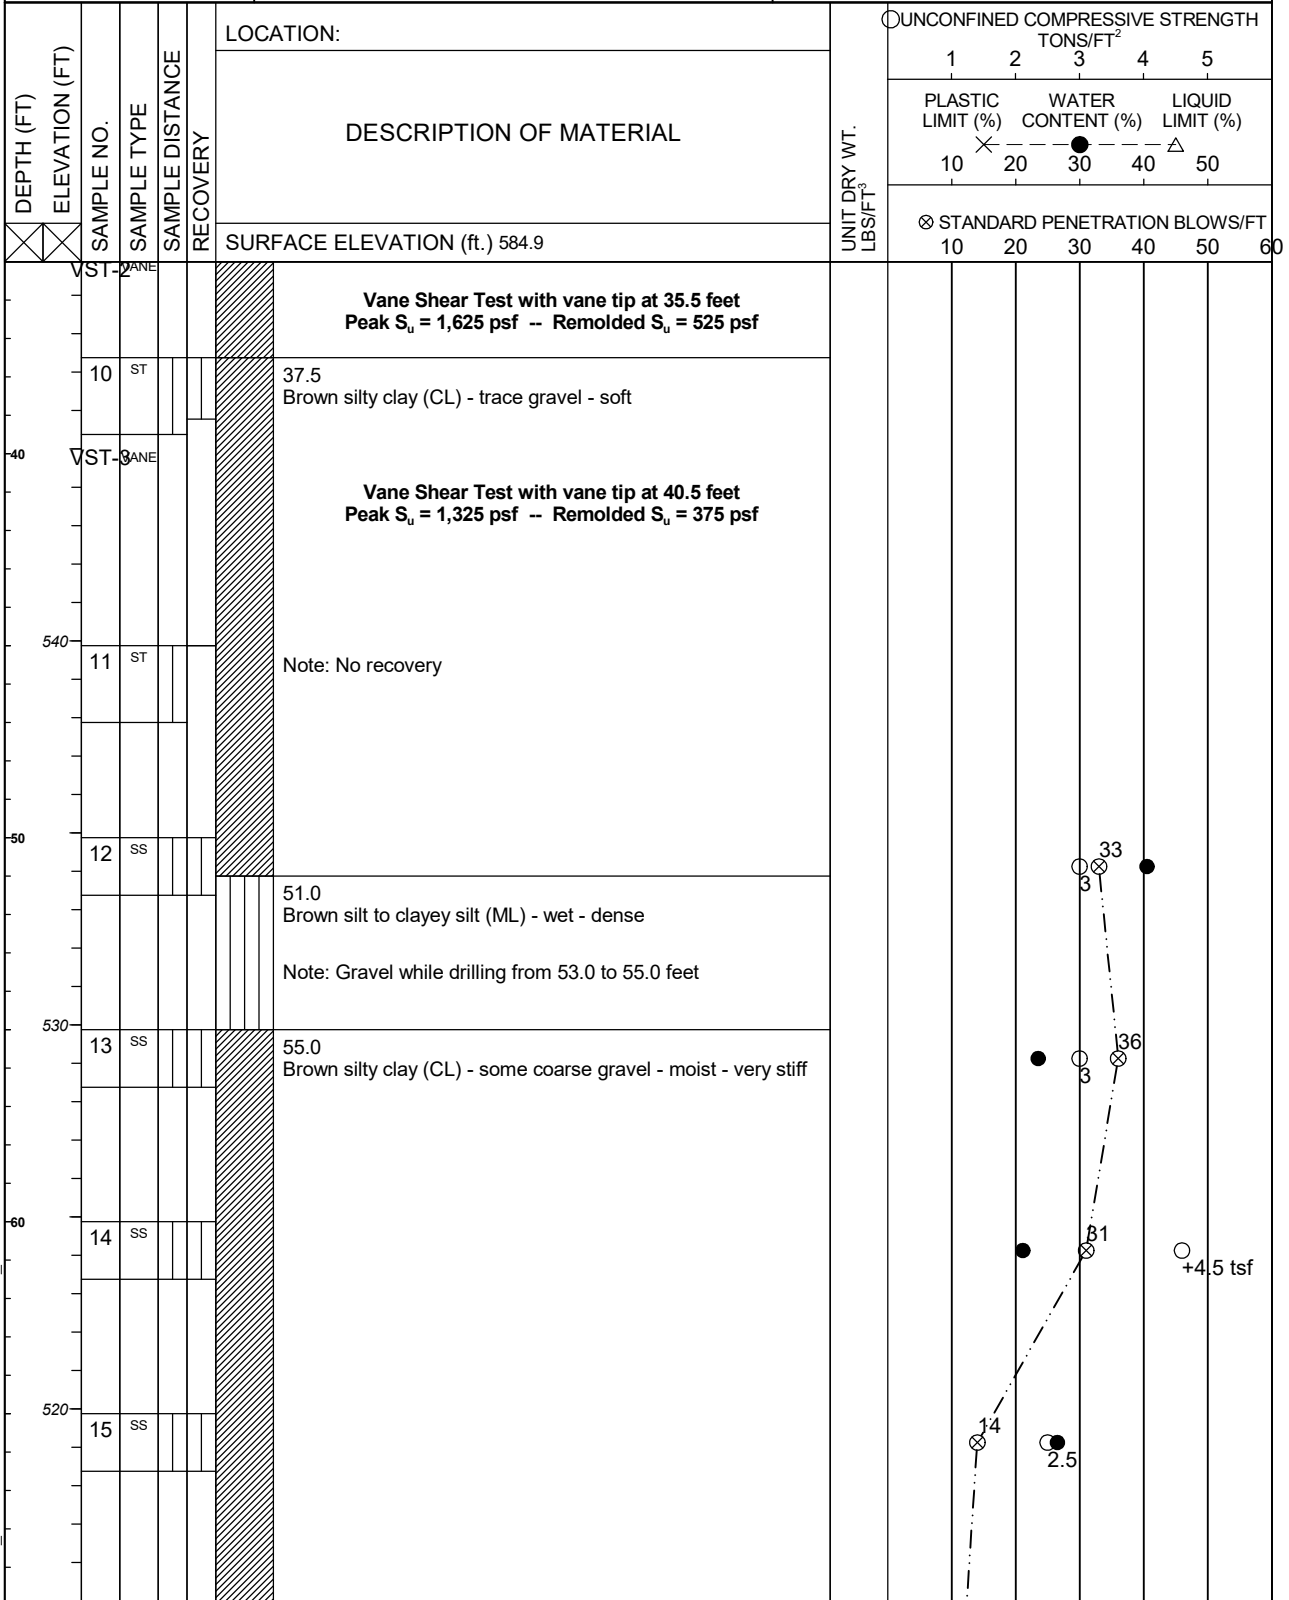 LOCATION:
DEPTH (FT)
ELEVATION (FT)
SAMPLE NO.
SAMPLE TYPE
SAMPLE DISTANCE
RECOVERY
DESCRIPTION OF MATERIAL
SURFACE ELEVATION (ft.) 584.9
UNIT DRY WT.
LBS/FT³
UNCONFINED COMPRESSIVE STRENGTH
TONS/FT²
1 2 3 4 5
PLASTIC LIMIT (%)
WATER CONTENT (%)
LIQUID LIMIT (%)
10 20 30 40 50
STANDARD PENETRATION BLOWS/FT
10 20 30 40 50 60
VST-2 VANE
Vane Shear Test with vane tip at 35.5 feet
Peak Su = 1,625 psf -- Remolded Su = 525 psf
10 ST
37.5
Brown silty clay (CL) - trace gravel - soft
40
VST-3 VANE
Vane Shear Test with vane tip at 40.5 feet
Peak Su = 1,325 psf -- Remolded Su = 375 psf
540
11 ST
Note: No recovery
50
12 SS
33
3
51.0
Brown silt to clayey silt (ML) - wet - dense
Note: Gravel while drilling from 53.0 to 55.0 feet
530
13 SS
36
3
55.0
Brown silty clay (CL) - some coarse gravel - moist - very stiff
60
14 SS
31
+4.5 tsf
520
15 SS
14
2.5